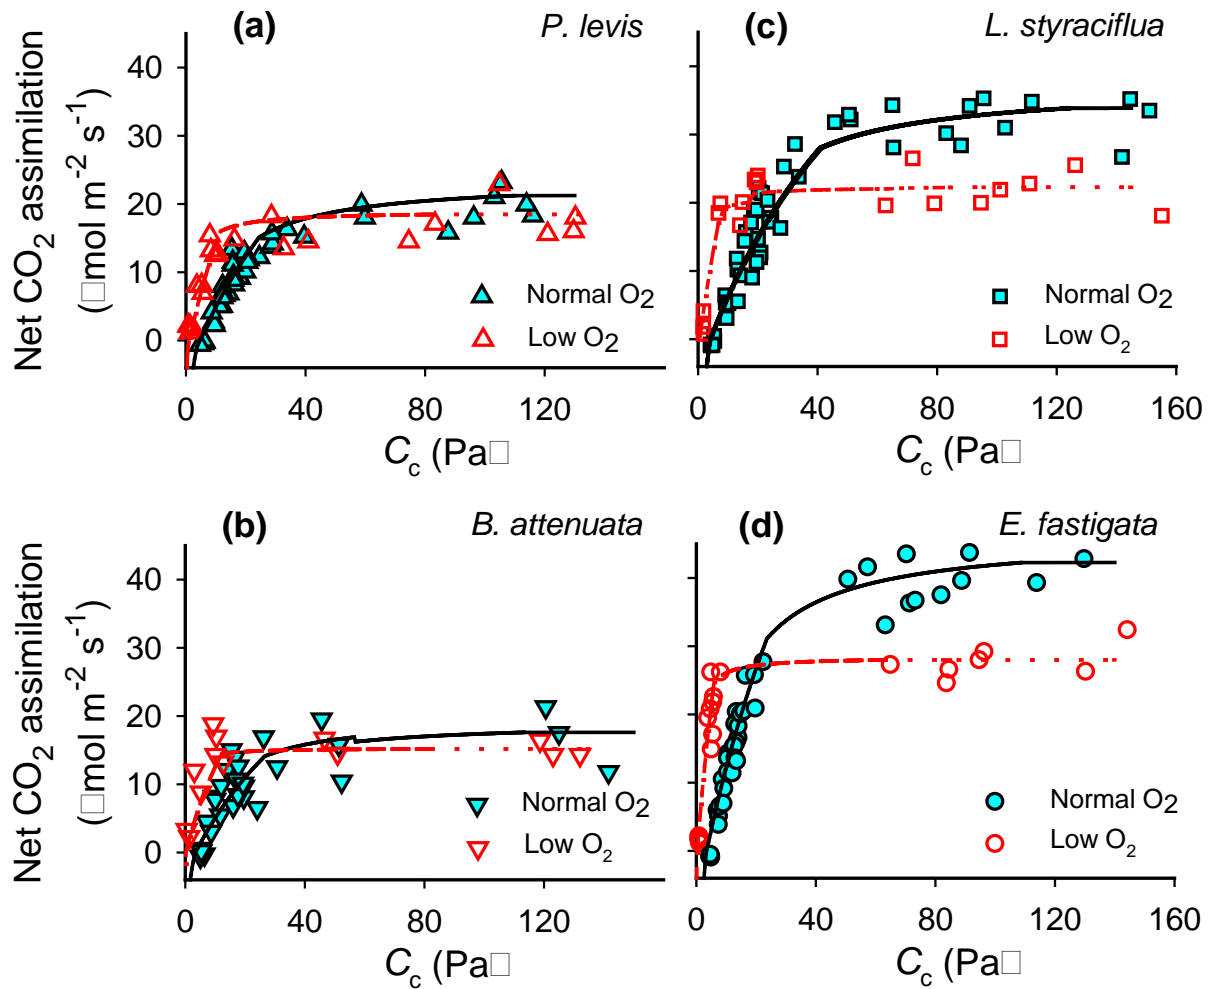 (a)
P. levis
Net CO2 assimilation
(□mol m-2 s-1)
40
30
20
10
0
Normal O2
Low O2
0
40
80
120
Cc (Pa□
(c)
L. styraciflua
Normal O2
Low O2
0
40
80
120
160
Cc (Pa□
(b)
B. attenuata
Net CO2 assimilation
(□mol m-2 s-1)
40
30
20
10
0
Normal O2
Low O2
0
40
80
120
Cc (Pa□
(d)
E. fastigata
Normal O2
Low O2
0
40
80
120
160
Cc (Pa□